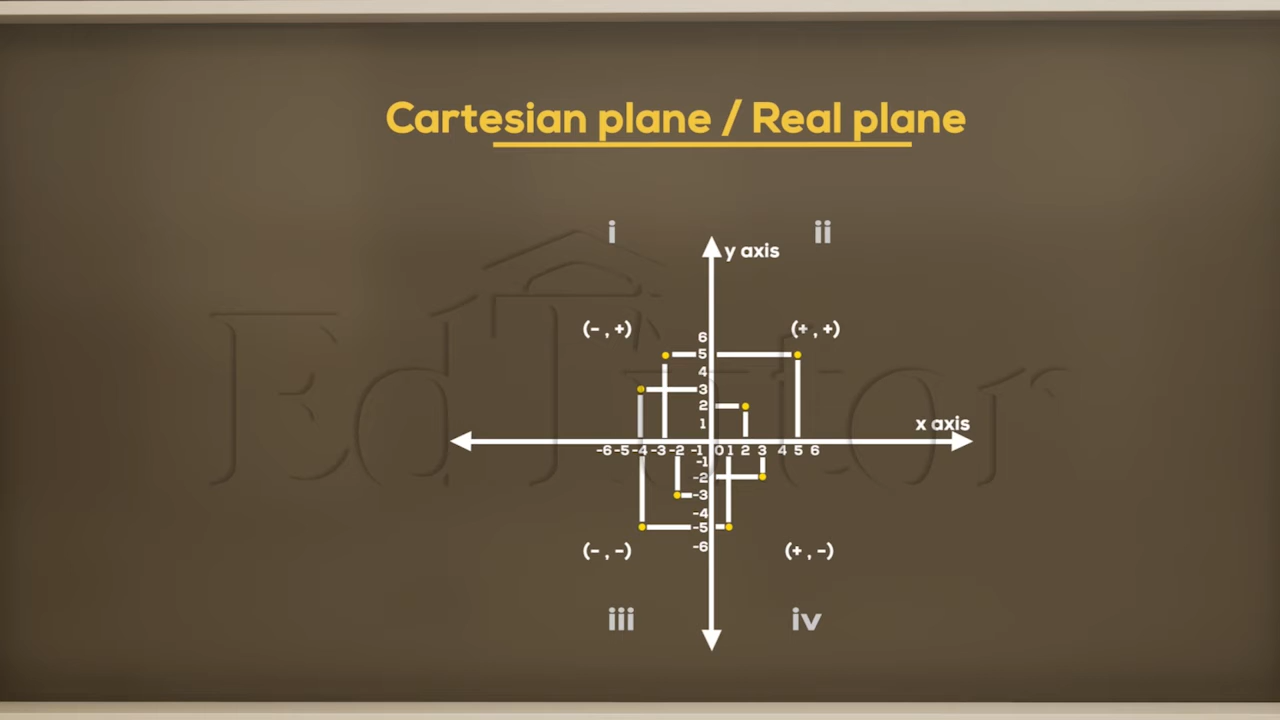 Cartesian plane / Real plane
i ii
y axis
(- , +) (+ , +)
6
5
4
3
2
1
x axis
-6 -5 -4 -3 -2 -1 0 1 2 3 4 5 6
-1
-2
-3
-4
-5
-6
(- , -) (+ , -)
iii iv
EdTutor